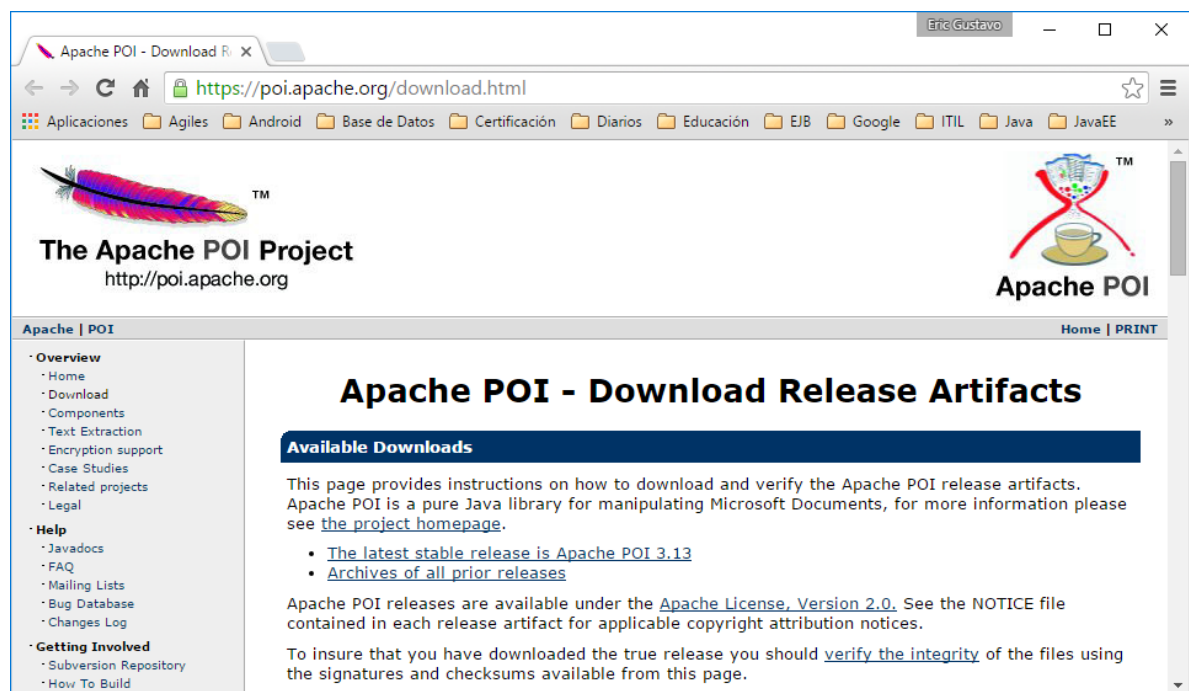 Eric Gustavo
Apache POI - Download R
https://poi.apache.org/download.html
Aplicaciones Agiles Android Base de Datos Certificación Diarios Educación EJB Google ITIL Java JavaEE »
TM
The Apache POI Project
http://poi.apache.org
TM
Apache POI
Apache | POI
Home | PRINT
· Overview
· Home
· Download
· Components
· Text Extraction
· Encryption support
· Case Studies
· Related projects
· Legal
· Help
· Javadocs
· FAQ
· Mailing Lists
· Bug Database
· Changes Log
· Getting Involved
· Subversion Repository
· How To Build
Apache POI - Download Release Artifacts
Available Downloads
This page provides instructions on how to download and verify the Apache POI release artifacts.
Apache POI is a pure Java library for manipulating Microsoft Documents, for more information please
see the project homepage.
• The latest stable release is Apache POI 3.13
• Archives of all prior releases
Apache POI releases are available under the Apache License, Version 2.0. See the NOTICE file
contained in each release artifact for applicable copyright attribution notices.
To insure that you have downloaded the true release you should verify the integrity of the files using
the signatures and checksums available from this page.